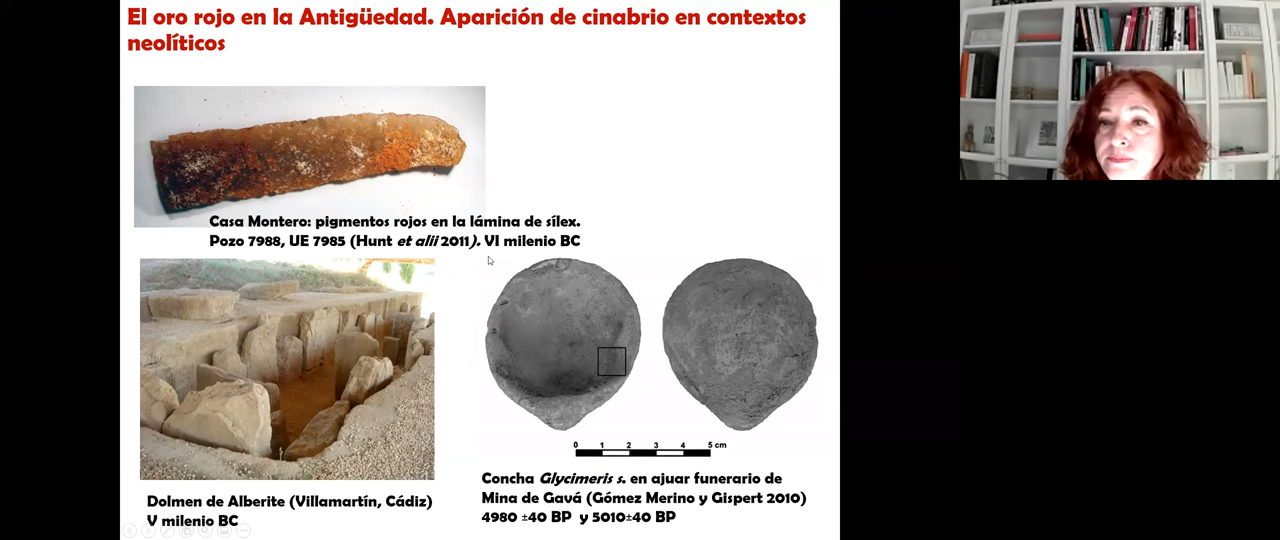 El oro rojo en la Antigüedad. Aparición de cinabrio en contextos
neolíticos
Casa Montero: pigmentos rojos en la lámina de sílex.
Pozo 7988, UE 7985 (Hunt et alii 2011). VI milenio BC
0 1 2 3 4 5 cm
Concha Glycimeris s. en ajuar funerario de
Mina de Gavá (Gómez Merino y Gispert 2010)
4980 ±40 BP y 5010±40 BP
Dolmen de Alberite (Villamartín, Cádiz)
V milenio BC